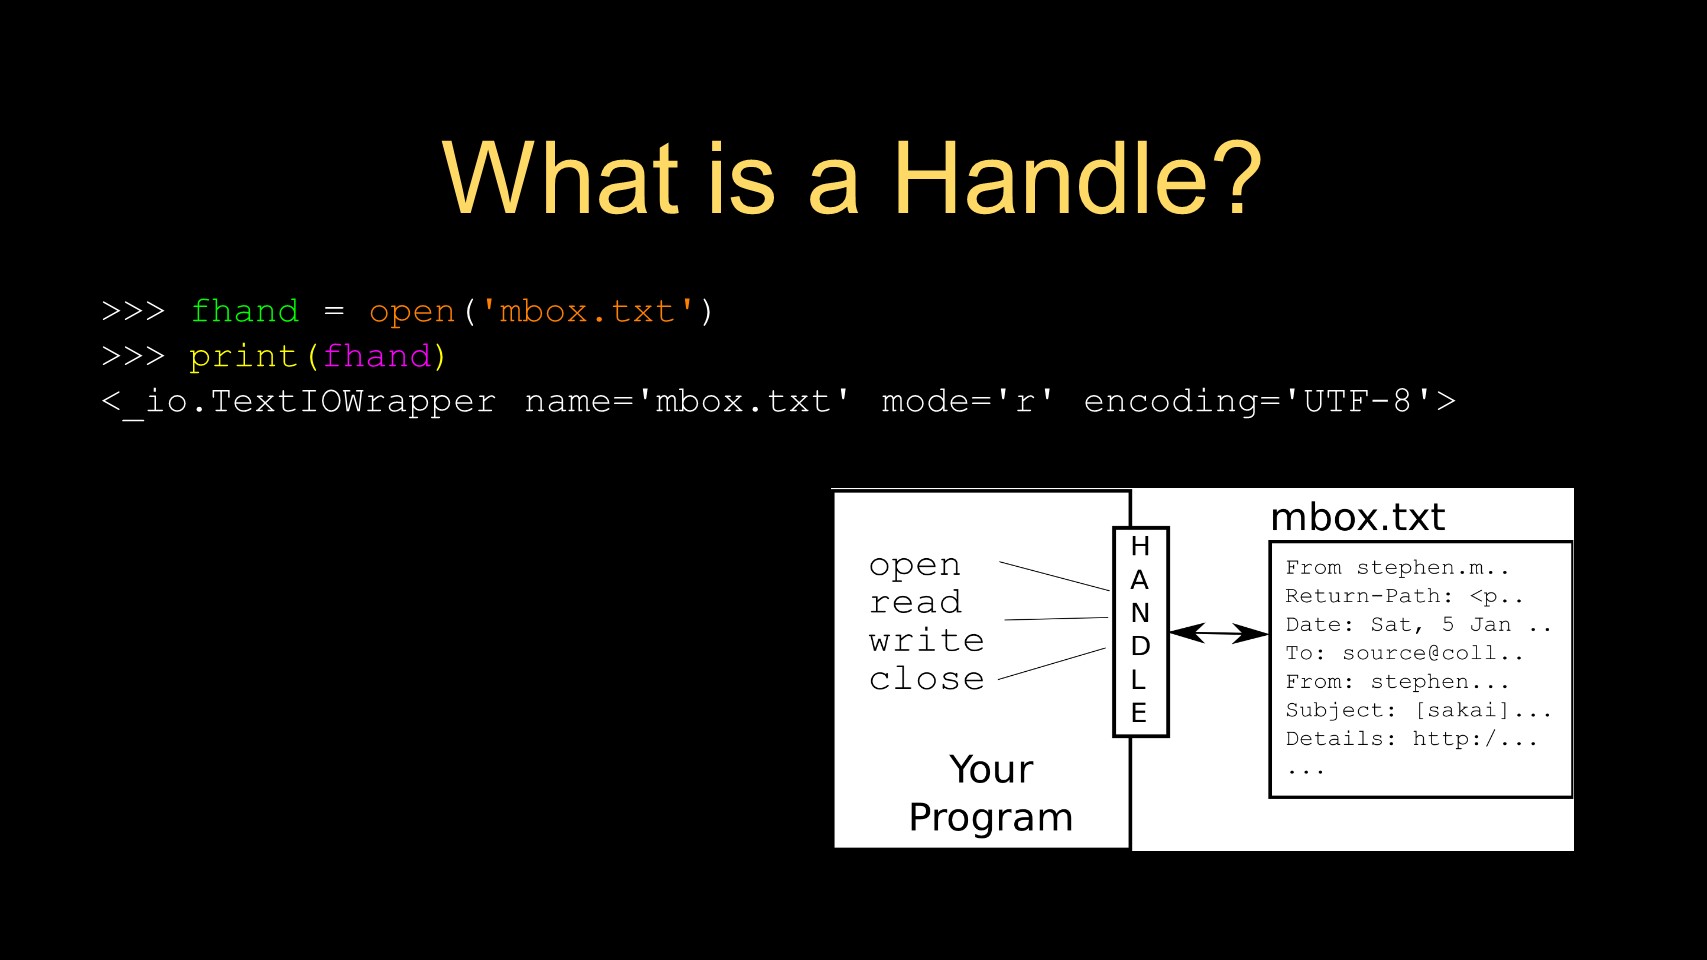 What is a Handle?
>>> fhand = open('mbox.txt')
>>> print(fhand)
<_io.TextIOWrapper name='mbox.txt' mode='r' encoding='UTF-8'>
open
read
write
close
Your
Program
H
A
N
D
L
E
mbox.txt
From stephen.m..
Return-Path: <p..
Date: Sat, 5 Jan ..
To: source@coll..
From: stephen...
Subject: [sakai]...
Details: http:/...
...